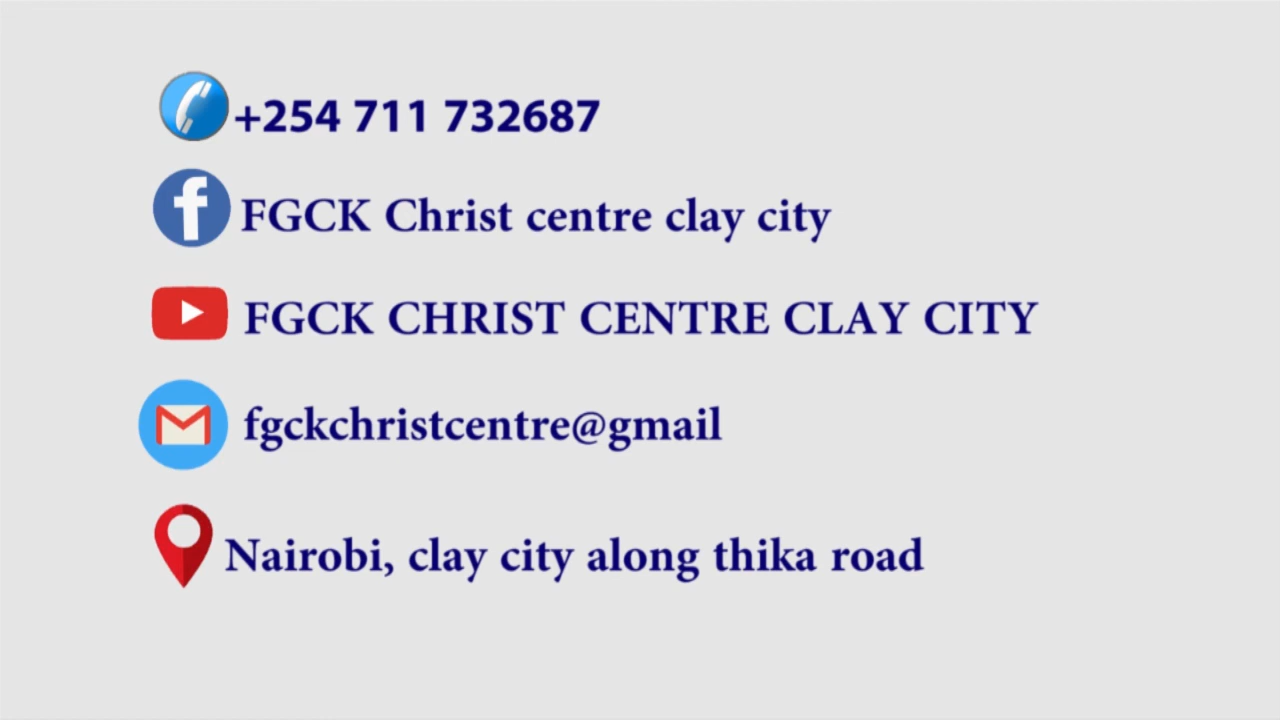 +254 711 732687
FGCK Christ centre clay city
FGCK CHRIST CENTRE CLAY CITY
fgckchristcentre@gmail
Nairobi, clay city along thika road